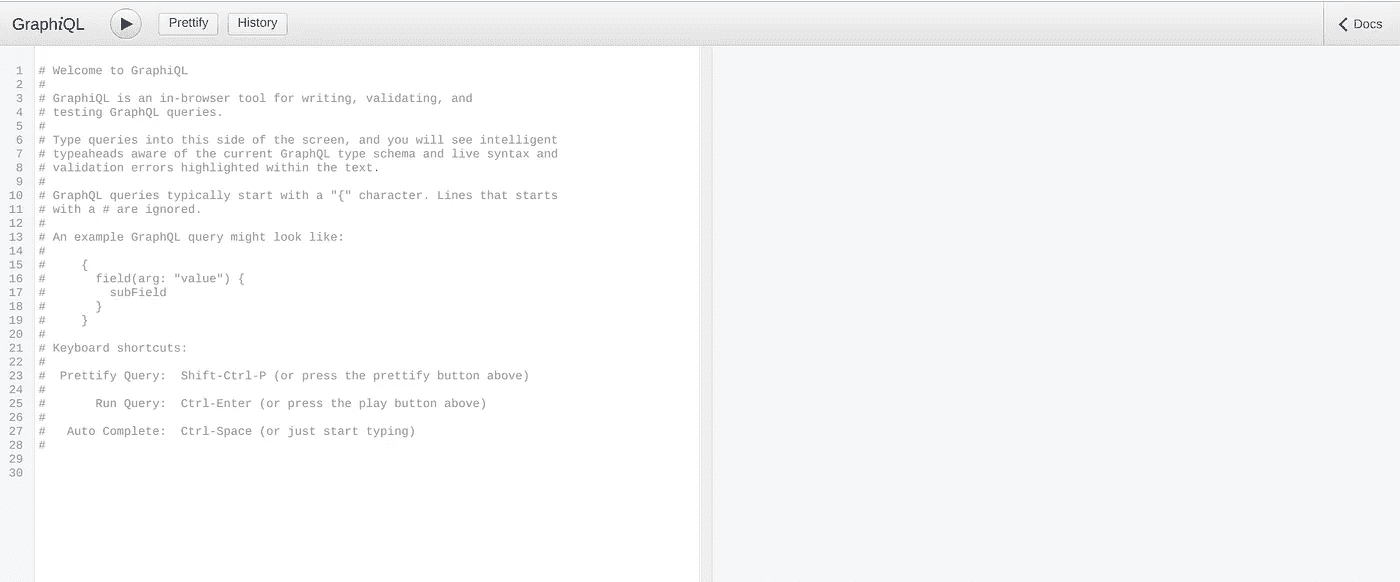 GraphiQL Prettify History Docs
1 # Welcome to GraphiQL
2 #
3 # GraphiQL is an in-browser tool for writing, validating, and
4 # testing GraphQL queries.
5 #
6 # Type queries into this side of the screen, and you will see intelligent
7 # typeaheads aware of the current GraphQL type schema and live syntax and
8 # validation errors highlighted within the text.
9 #
10 # GraphQL queries typically start with a "{" character. Lines that starts
11 # with a # are ignored.
12 #
13 # An example GraphQL query might look like:
14 #
15 #     {
16 #       field(arg: "value") {
17 #         subField
18 #       }
19 #     }
20 #
21 # Keyboard shortcuts:
22 #
23 #  Prettify Query:  Shift-Ctrl-P (or press the prettify button above)
24 #
25 #       Run Query:  Ctrl-Enter (or press the play button above)
26 #
27 #   Auto Complete:  Ctrl-Space (or just start typing)
28 #
29
30